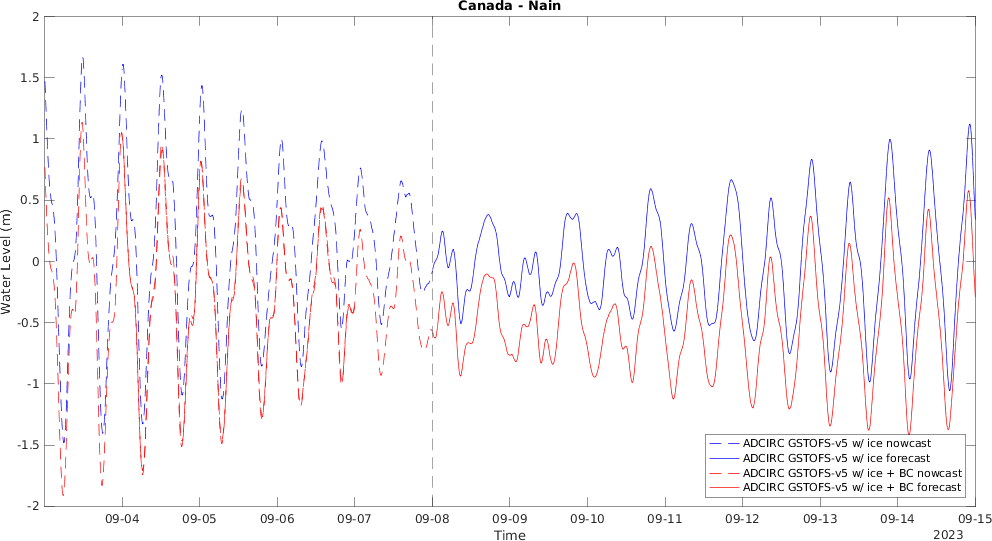 Canada - Nain
Water Level (m)
2
1.5
1
0.5
0
-0.5
-1
-1.5
-2
09-04 09-05 09-06 09-07 09-08 09-09 09-10 09-11 09-12 09-13 09-14 09-15
Time
2023
ADCIRC GSTOFS-v5 w/ ice nowcast
ADCIRC GSTOFS-v5 w/ ice forecast
ADCIRC GSTOFS-v5 w/ ice + BC nowcast
ADCIRC GSTOFS-v5 w/ ice + BC forecast